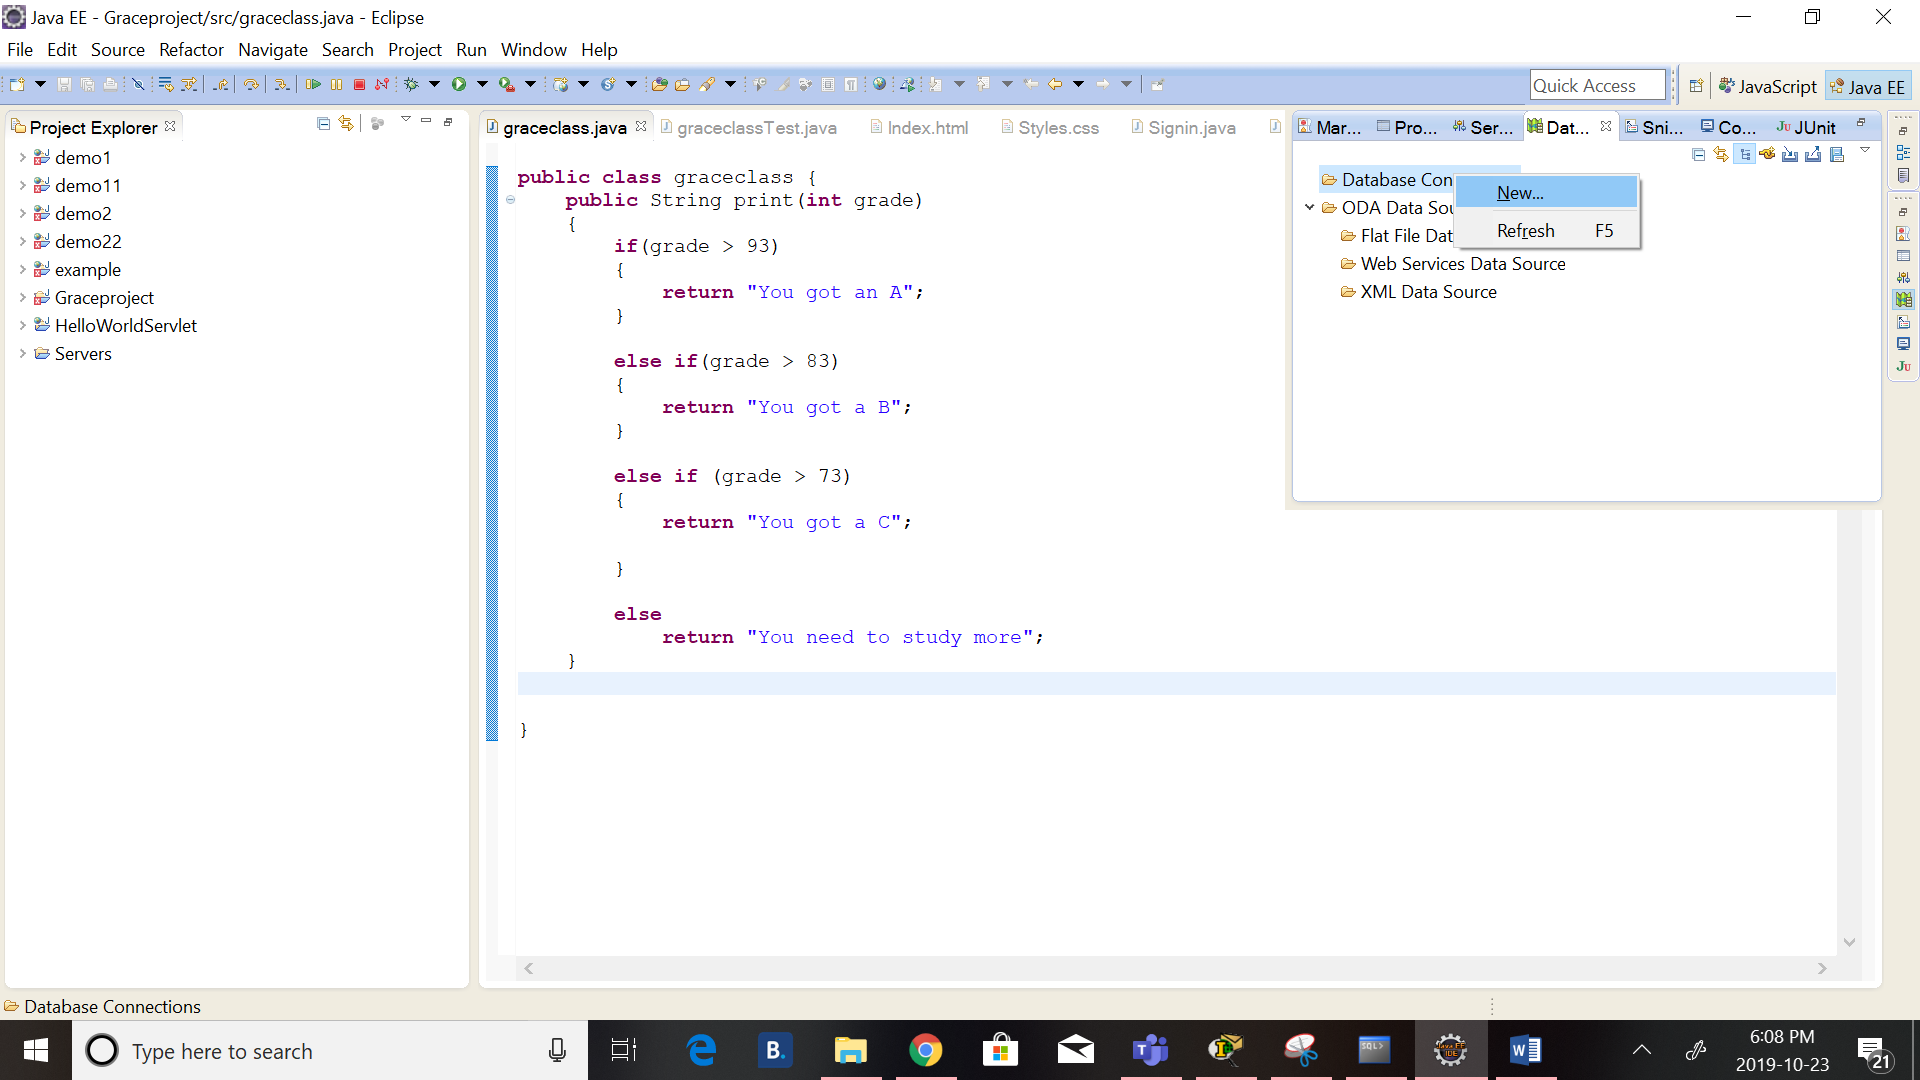 Java EE - Graceproject/src/graceclass.java - Eclipse
File Edit Source Refactor Navigate Search Project Run Window Help
Quick Access
JavaScript
Java EE
Project Explorer
demo1
demo11
demo2
demo22
example
Graceproject
HelloWorldServlet
Servers
graceclass.java graceclassTest.java Index.html Styles.css Signin.java
public class graceclass {
public String print(int grade)
{
if(grade > 93)
{
return "You got an A";
}
else if(grade > 83)
{
return "You got a B";
}
else if (grade > 73)
{
return "You got a C";
}
else
return "You need to study more";
}
}
Mar... Pro... Ser... Dat... Sni... Co... JUnit
Database Con
ODA Data Sou
Flat File Dat
Web Services Data Source
XML Data Source
New...
Refresh F5
Database Connections
Type here to search
B.
SQL>
Java EE
IDE
6:08 PM
2019-10-23
21